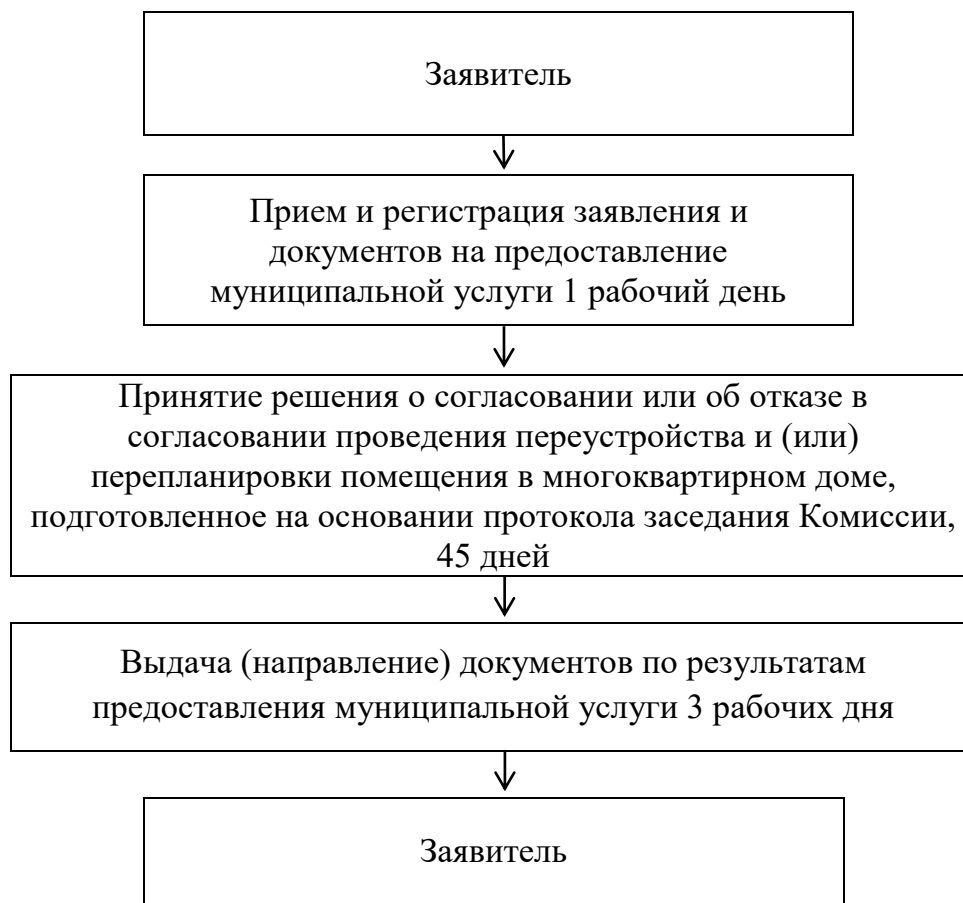 Заявитель
Прием и регистрация заявления и
документов на предоставление
муниципальной услуги 1 рабочий день
Принятие решения о согласовании или об отказе в
согласовании проведения переустройства и (или)
перепланировки помещения в многоквартирном доме,
подготовленное на основании протокола заседания Комиссии,
45 дней
Выдача (направление) документов по результатам
предоставления муниципальной услуги 3 рабочих дня
Заявитель